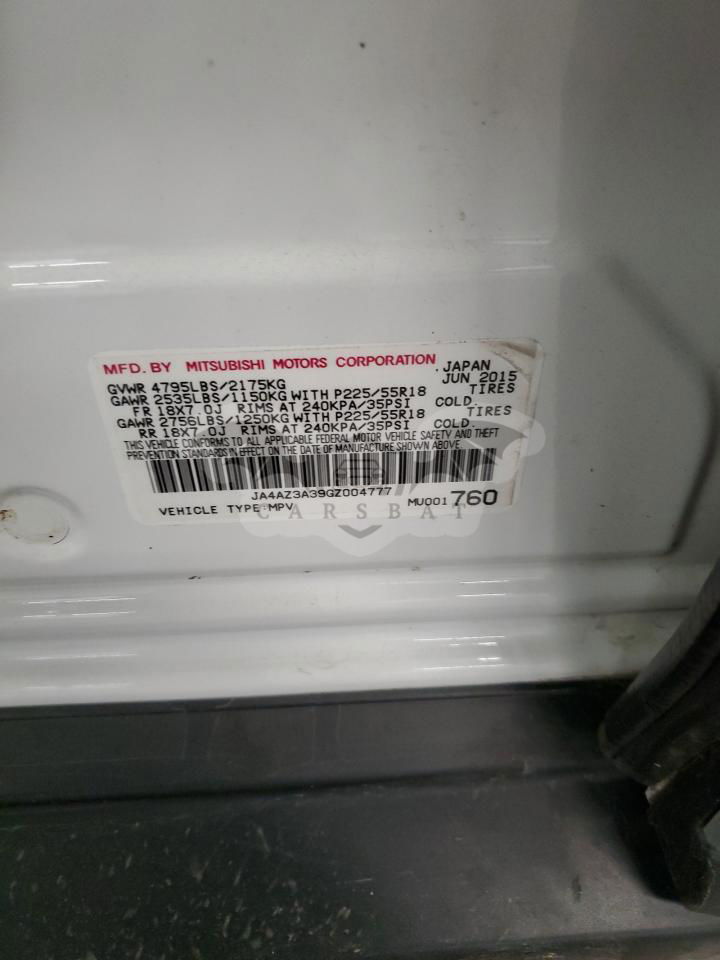 MFD. BY MITSUBISHI MOTORS CORPORATION . JAPAN
GVWR 4795LBS/2175KG JUN 2015
GAWR 2535LBS/1150KG WITH P225/55R18 TIRES
FR 18X7.0J RIMS AT 240KPA/35PSI COLD.
GAWR 2756LBS/1250KG WITH P225/55R18 TIRES
RR 18X7.0J RIMS AT 240KPA/35PSI COLD.
THIS VEHICLE CONFORMS TO ALL APPLICABLE FEDERAL MOTOR VEHICLE SAFETY AND THEFT
PREVENTION STANDARDS IN EFFECT ON THE DATE OF MANUFACTURE SHOWN ABOVE
JA4AZ3A39GZ004777
VEHICLE TYPE:MPV MU001760
CARSBAT